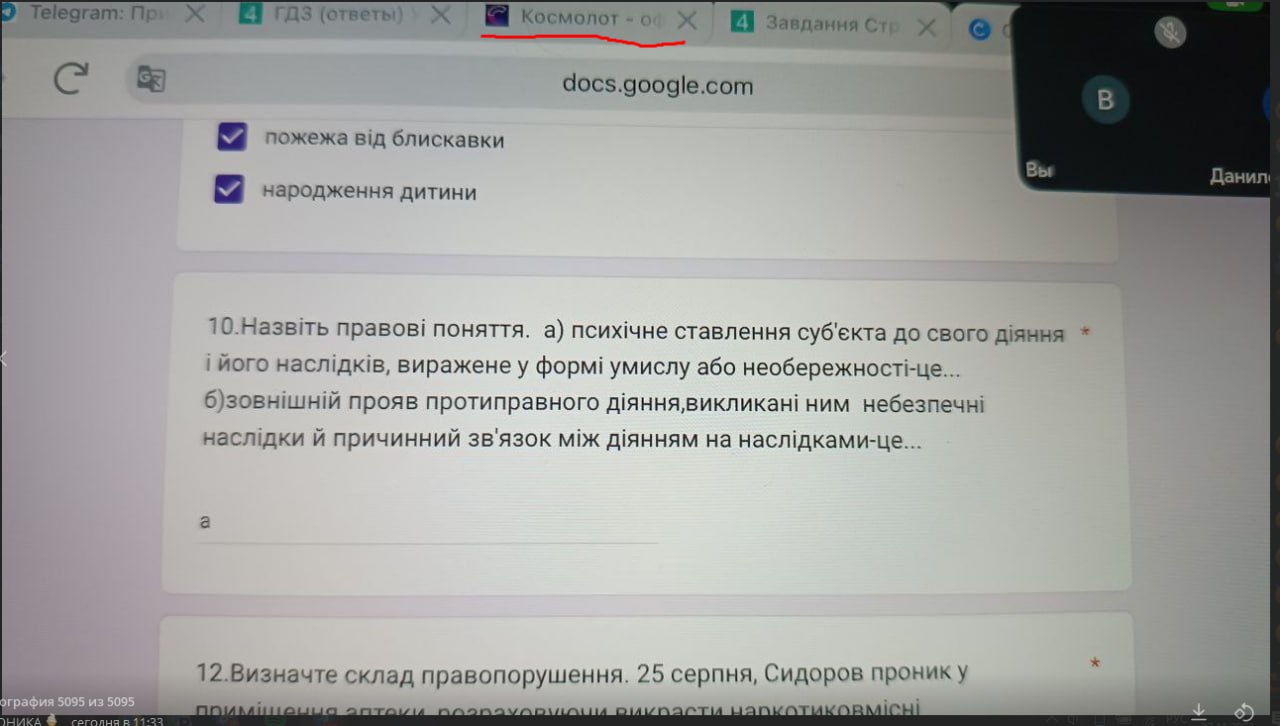 Telegram: При
ГДЗ (ответы)
Космолот - оф
Завдання Стр
docs.google.com
В
Вы
Данил
пожежа від блискавки
народження дитини
10.Назвіть правові поняття. а) психічне ставлення суб'єкта до свого діяння *
і його наслідків, виражене у формі умислу або необережності-це...
б)зовнішній прояв протиправного діяння,викликані ним небезпечні
наслідки й причинний зв'язок між діянням на наслідками-це...
а
12.Визначте склад правопорушення. 25 серпня, Сидоров проник у *
приміщення аптеки, розраховуючи викрасти наркотиковмісні
ография 5095 из 5095
ОНИКА сегодня в 11:33